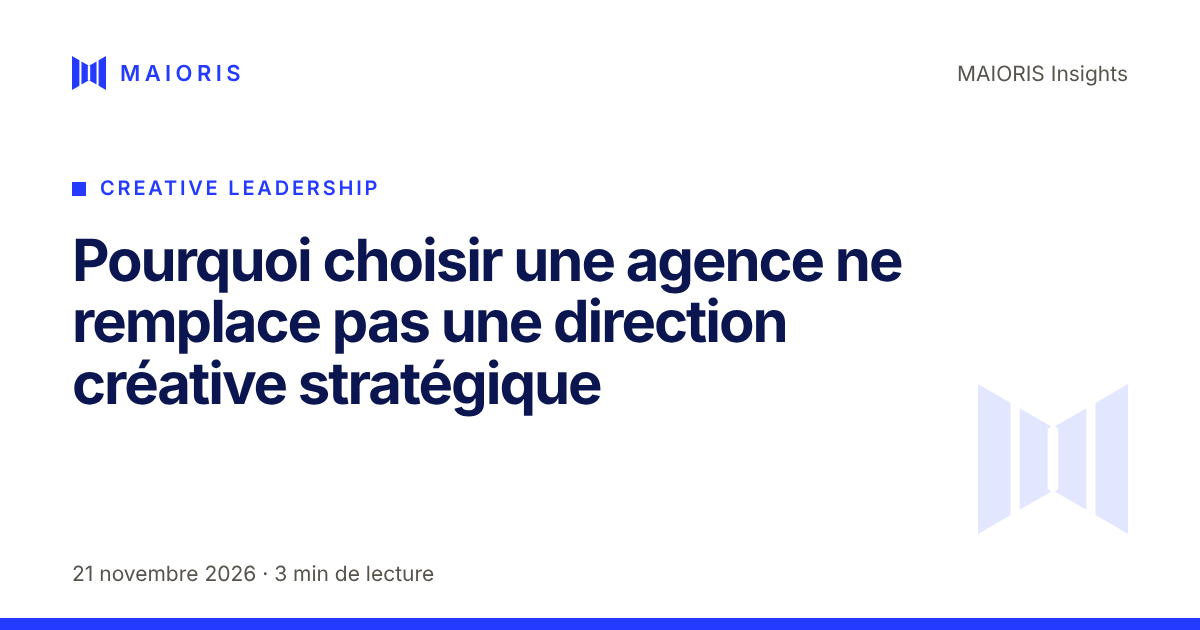 MAIORIS
MAIORIS Insights
CREATIVE LEADERSHIP
Pourquoi choisir une agence ne
remplace pas une direction
créative stratégique
21 novembre 2026 · 3 min de lecture